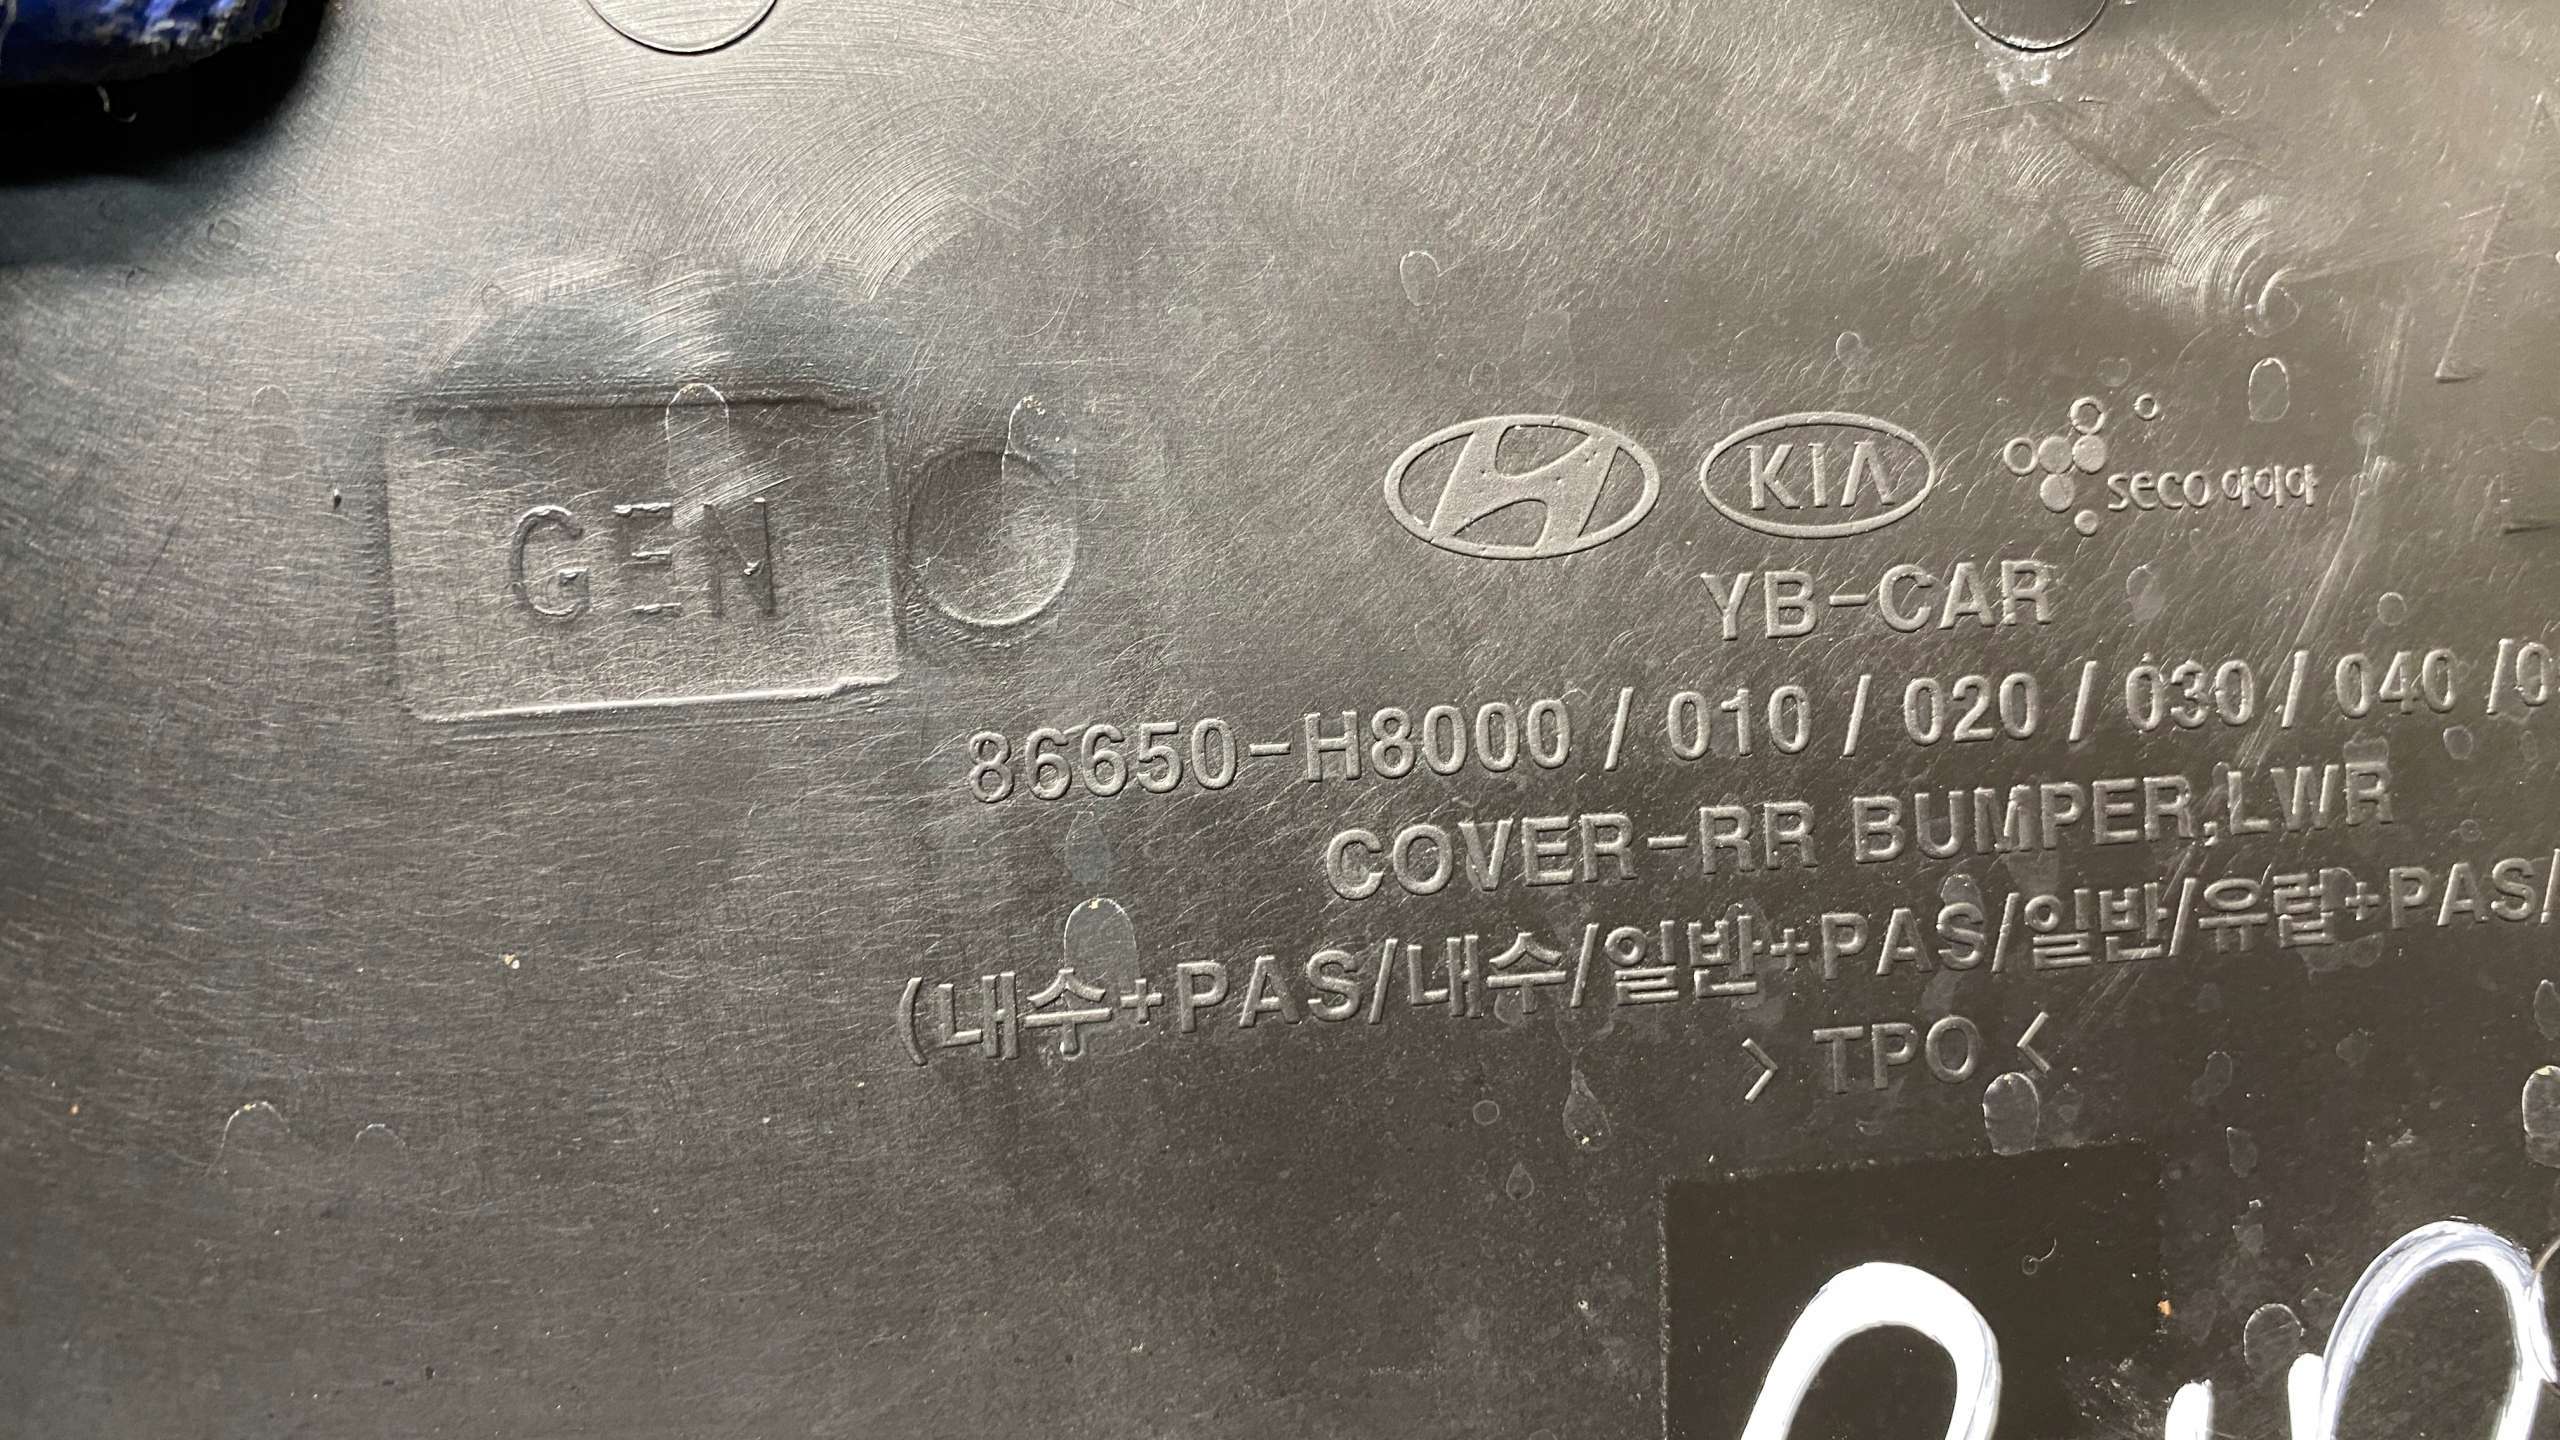 GEN
KIA
seco 아이아
YB-CAR
86650-H8000 / 010 / 020 / 030 / 040 /0
COVER-RR BUMPER,LWR
(내수+PAS/내수/일반+PAS/일반/유럽+PAS/
> TPO <